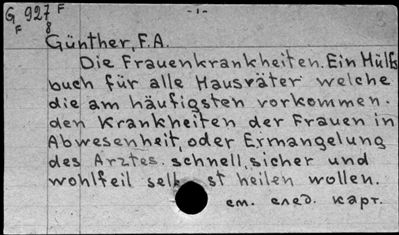 G 927 F -1-
F 8
Günther, F.A.
Die Frauenkrankheiten. Ein Hülfs
buch für alle Hausväter welche
die am häufigsten vorkommen.
den Krankheiten der Frauen in
Abwesenheit, oder Ermangelung
des Arztes. schnell, sicher und
wohlfeil selbst heilen wollen.
см. след. карт.